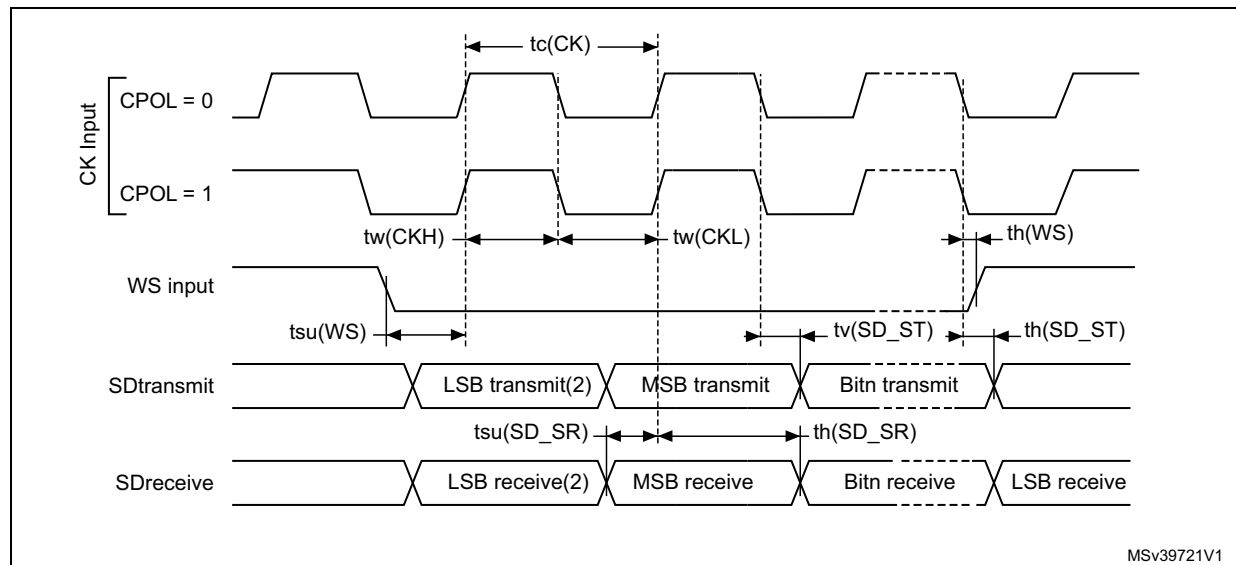 tc(CK)
CK Input
CPOL = 0
CPOL = 1
tw(CKH)
tw(CKL)
th(WS)
WS input
tsu(WS)
tv(SD_ST)
th(SD_ST)
SDtransmit
LSB transmit(2)
MSB transmit
Bitn transmit
tsu(SD_SR)
th(SD_SR)
SDreceive
LSB receive(2)
MSB receive
Bitn receive
LSB receive
MSv39721V1